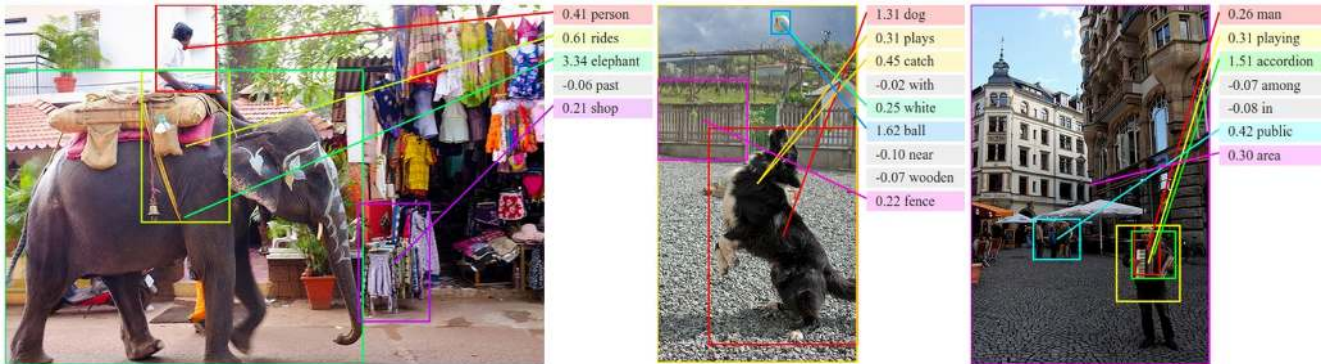 0.41 person
0.61 rides
3.34 elephant
-0.06 past
0.21 shop
1.31 dog
0.31 plays
0.45 catch
-0.02 with
0.25 white
1.62 ball
-0.10 near
-0.07 wooden
0.22 fence
0.26 man
0.31 playing
1.51 accordion
-0.07 among
-0.08 in
0.42 public
0.30 area